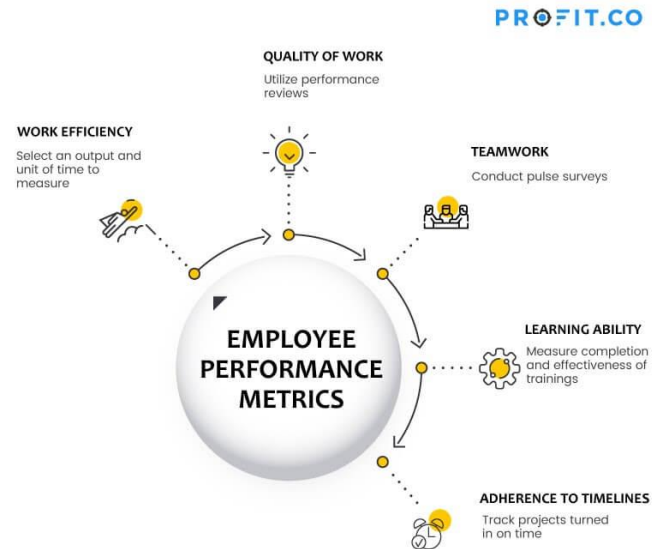 PROFIT.CO
QUALITY OF WORK
Utilize performance
reviews
WORK EFFICIENCY
Select an output and
unit of time to
measure
TEAMWORK
Conduct pulse surveys
EMPLOYEE
PERFORMANCE
METRICS
LEARNING ABILITY
Measure completion
and effectiveness of
trainings
ADHERENCE TO TIMELINES
Track projects turned
in on time